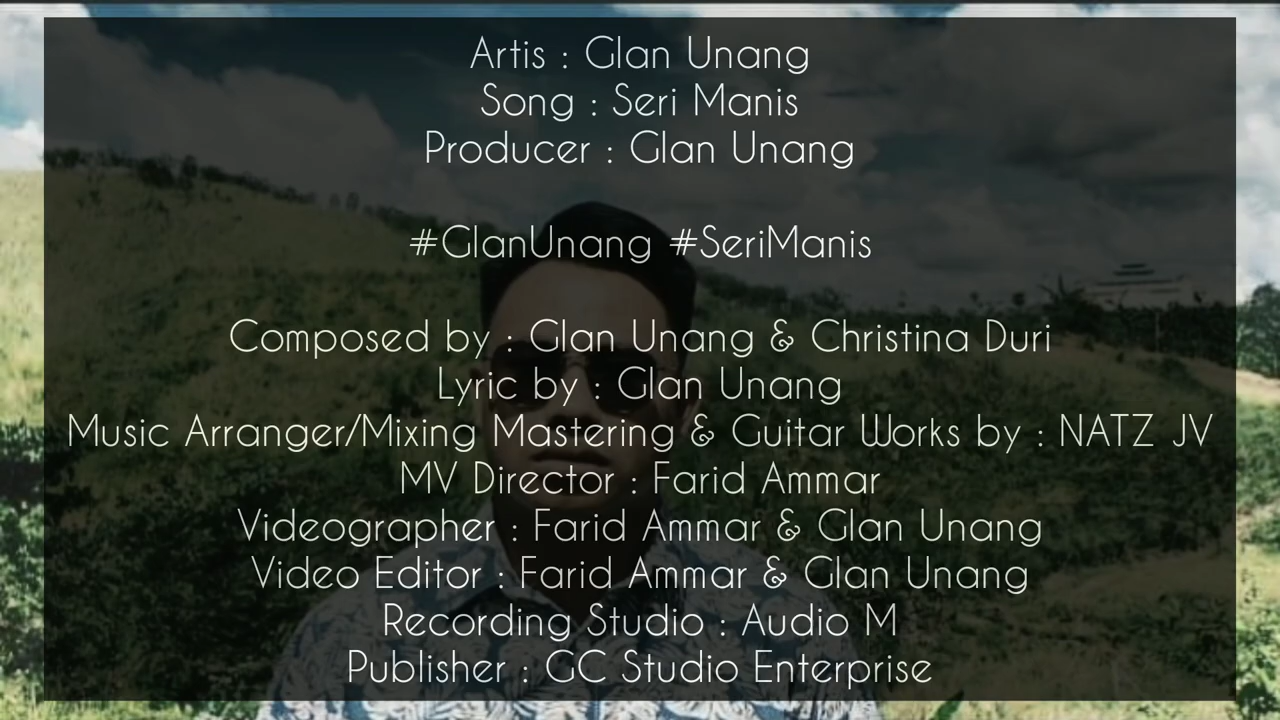 Artis : Glan Unang
Song : Seri Manis
Producer : Glan Unang
#GlanUnang #SeriManis
Composed by : Glan Unang & Christina Duri
Lyric by : Glan Unang
Music Arranger/Mixing Mastering & Guitar Works by : NATZ JV
MV Director : Farid Ammar
Videographer : Farid Ammar & Glan Unang
Video Editor : Farid Ammar & Glan Unang
Recording Studio : Audio M
Publisher : GC Studio Enterprise